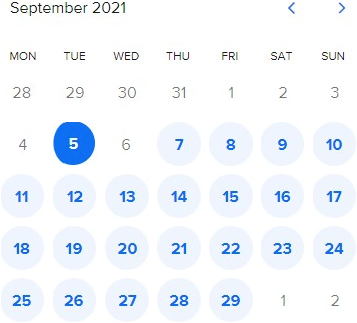 September 2021
MON TUE WED THU FRI SAT SUN
28 29 30 31 1 2 3
4 5 6 7 8 9 10
11 12 13 14 15 16 17
18 19 20 21 22 23 24
25 26 27 28 29 1 2